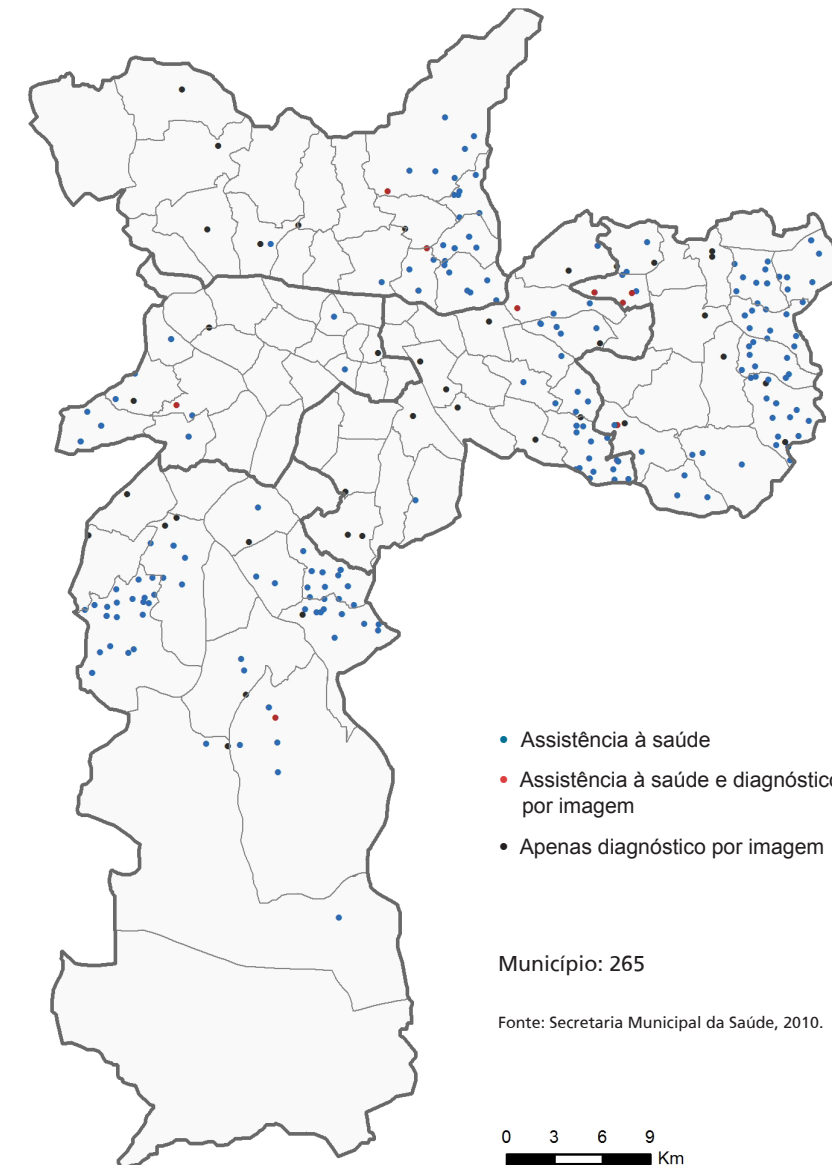 Assistência à saúde
Assistência à saúde e diagnóstico
por imagem
Apenas diagnóstico por imagem
Município: 265
Fonte: Secretaria Municipal da Saúde, 2010.
0 3 6 9
Km